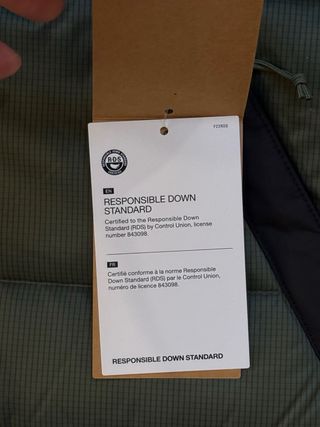 F22RDS
RDS
EN
RESPONSIBLE DOWN
STANDARD
Certified to the Responsible Down
Standard (RDS) by Control Union, license
number 843098.
FR
Certifié conforme à la norme Responsible
Down Standard (RDS) par le Control Union,
numéro de licence 843098.
RESPONSIBLE DOWN STANDARD